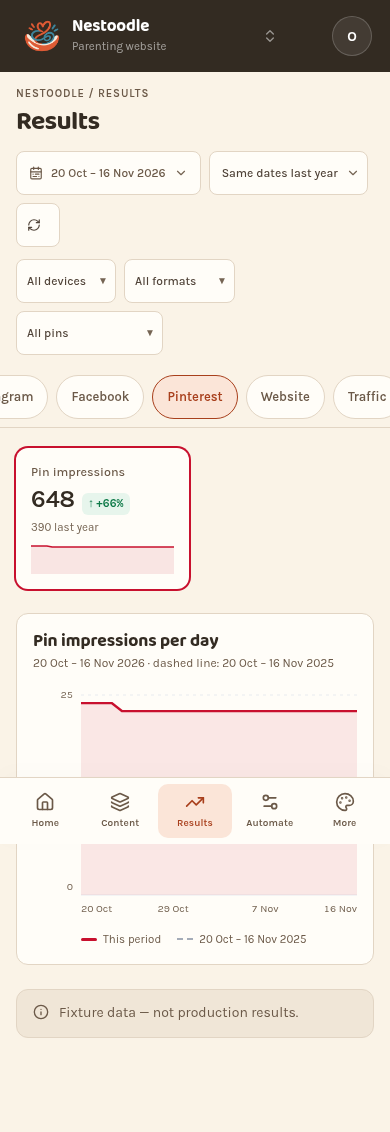 Nestoodle
Parenting website
O
NESTOODLE / RESULTS
Results
20 Oct – 16 Nov 2026
Same dates last year
All devices
All formats
All pins
gram
Facebook
Pinterest
Website
Traffic
Pin impressions
648 ↑ +66%
390 last year
Pin impressions per day
20 Oct – 16 Nov 2026 · dashed line: 20 Oct – 16 Nov 2025
25
Home
Content
Results
Automate
More
0
20 Oct
29 Oct
7 Nov
16 Nov
This period
20 Oct – 16 Nov 2025
Fixture data — not production results.